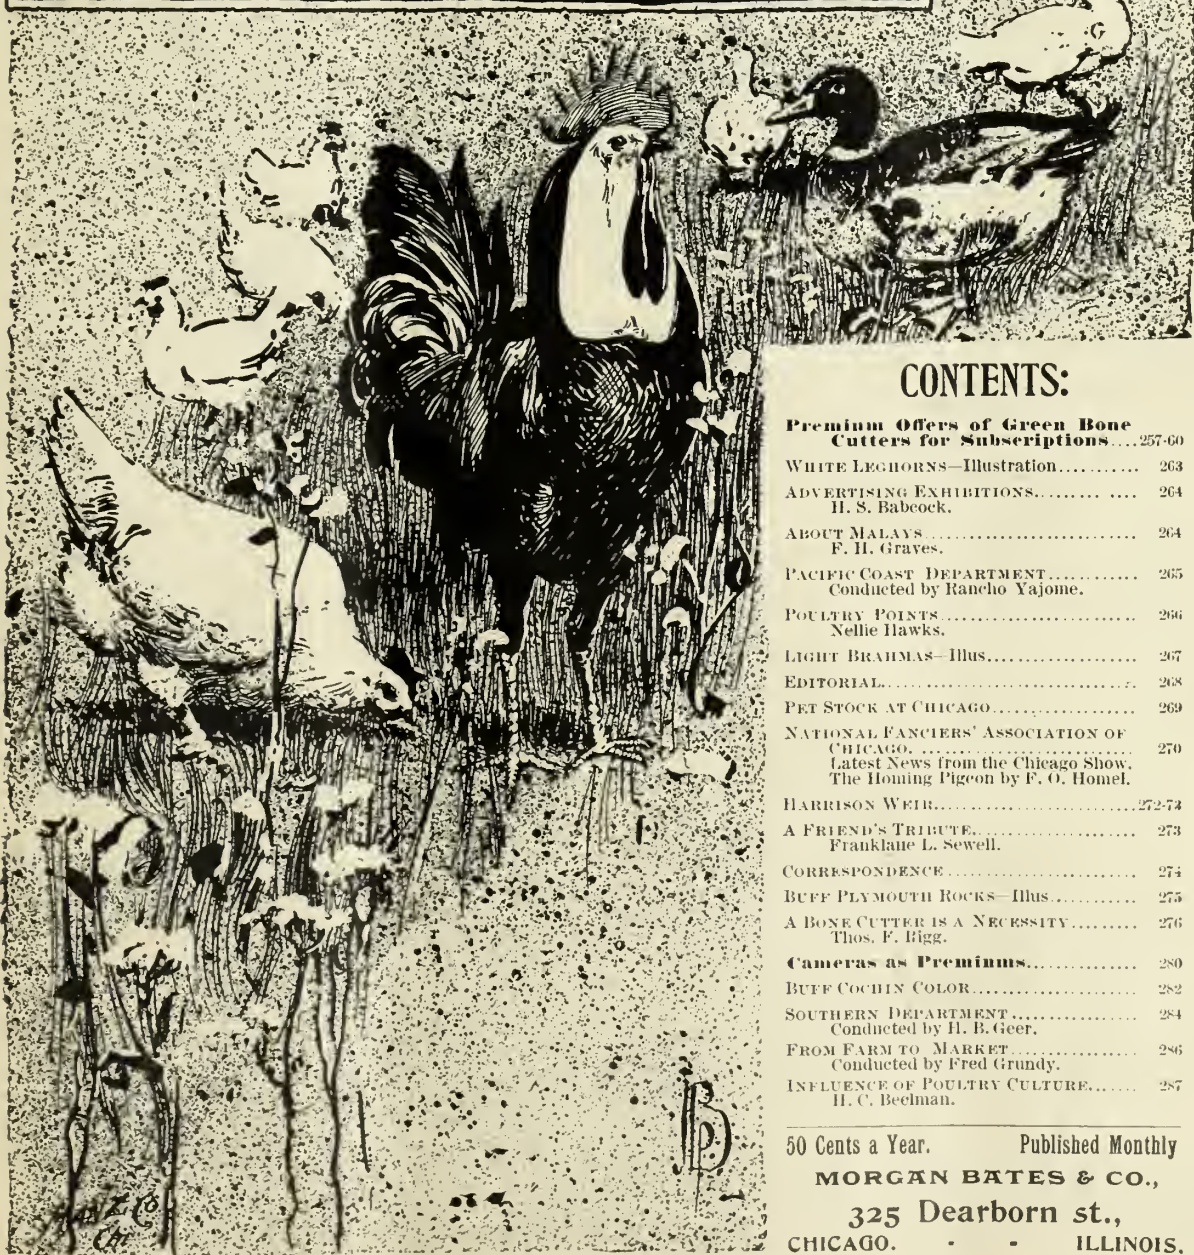 CONTENTS:
Premium Offers of Green Bone
Cutters for Subscriptions....257-60
WHITE LEGHORNS—Illustration........... 263
ADVERTISING EXHIBITIONS............. 264
H. S. Babcock.
ABOUT MALAYS........................... 264
F. H. Graves.
PACIFIC COAST DEPARTMENT............ 265
Conducted by Rancho Yajome.
POULTRY POINTS......................... 266
Nellie Hawks.
LIGHT BRAHMAS—Illus................... 267
EDITORIAL................................ 268
PET STOCK AT CHICAGO.................. 269
NATIONAL FANCIERS' ASSOCIATION OF
CHICAGO. ............................ 270
Latest News from the Chicago Show.
The Homing Pigeon by F. O. Homel.
HARRISON WEIR..........................272-73
A FRIEND'S TRIBUTE..................... 273
Franklane L. Sewell.
CORRESPONDENCE ....................... 274
BUFF PLYMOUTH ROCKS—Illus............ 275
A BONE CUTTER IS A NECESSITY........ 276
Thos. F. Rigg.
Cameras as Premiums.............. 280
BUFF COCHIN COLOR..................... 282
SOUTHERN DEPARTMENT ................ 284
Conducted by H. B. Geer.
FROM FARM TO MARKET................. 286
Conducted by Fred Grundy.
INFLUENCE OF POULTRY CULTURE...... 287
H. C. Beelman.
50 Cents a Year. Published Monthly
MORGAN BATES & CO.,
325 Dearborn st.,
CHICAGO. - - ILLINOIS.